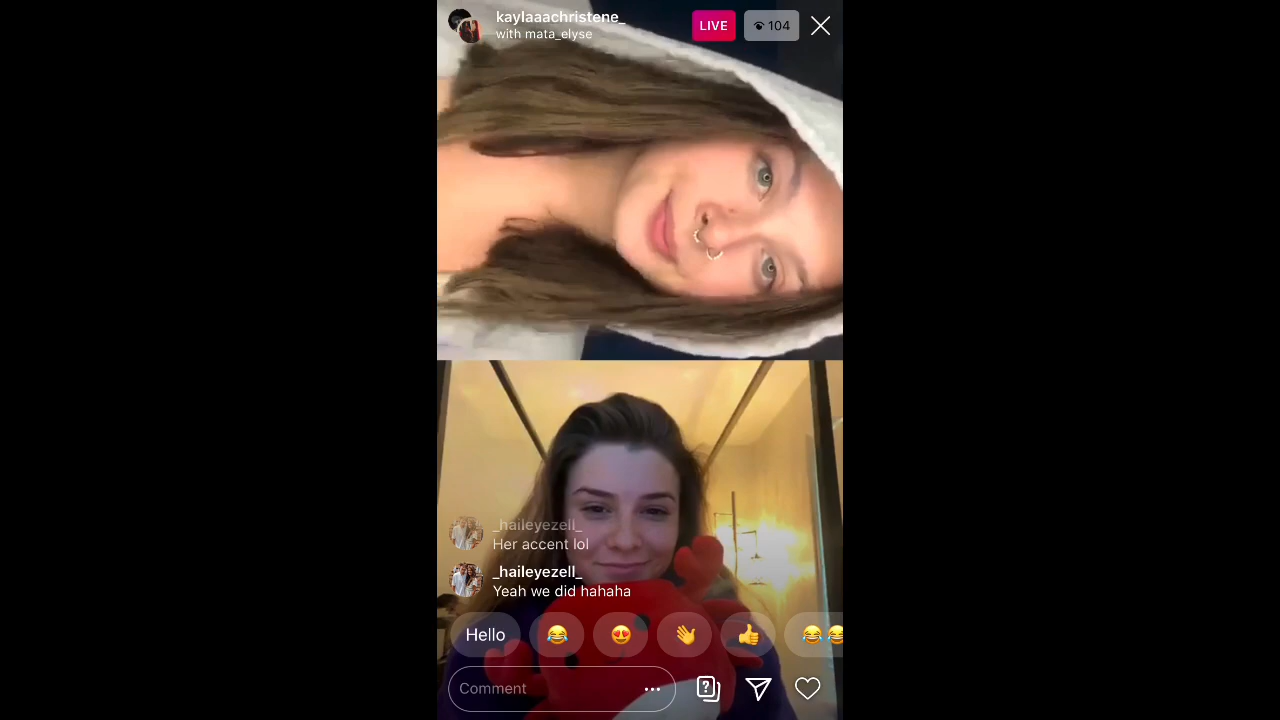 kaylaaachristene_
LIVE
104
with mata_elyse
_haileyezell_
Her accent lol
_haileyezell_
Yeah we did hahaha
Hello
Comment